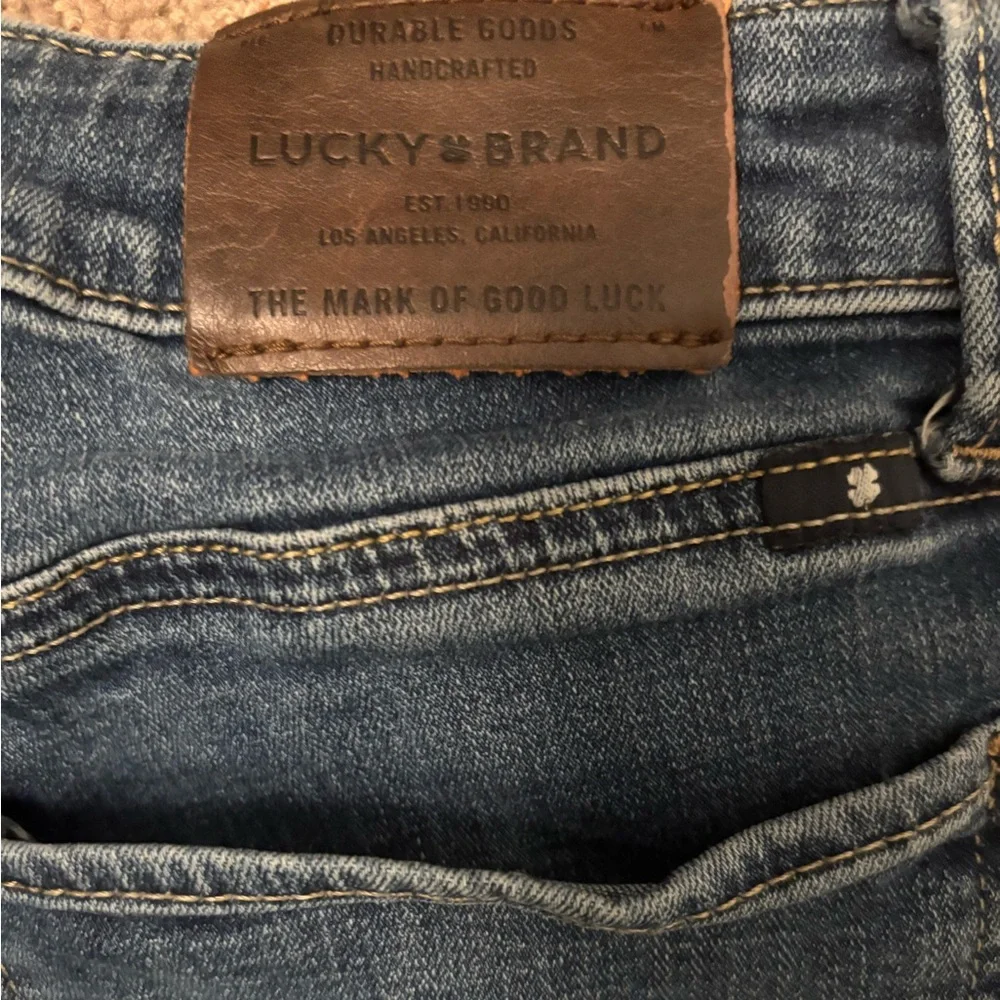 DURABLE GOODS
HANDCRAFTED
LUCKY BRAND
EST 1990
LOS ANGELES, CALIFORNIA
THE MARK OF GOOD LUCK